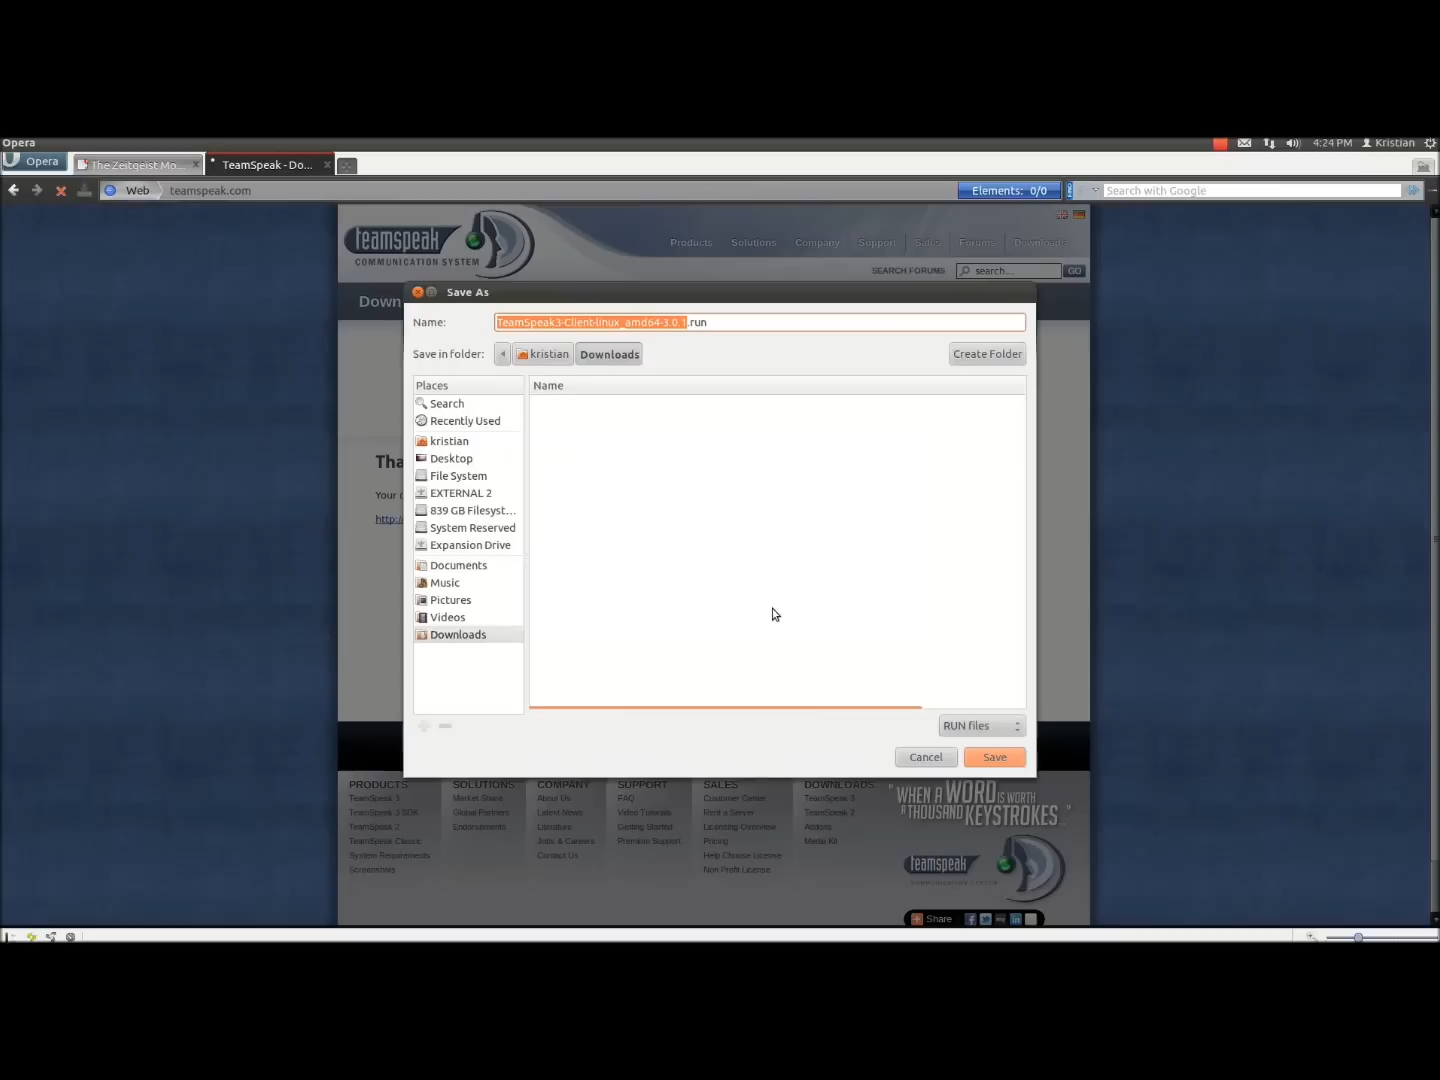 Opera
4:24 PM Kristian
Opera The Zeitgeist Mo... TeamSpeak - Do...
Web teamspeak.com Elements: 0/0 Search with Google
teamspeak
COMMUNICATION SYSTEM
Products Solutions Company Support Sales Forums Downloads
SEARCH FORUMS search... GO
Down
Save As
Name: TeamSpeak3-Client-linux_amd64-3.0.1.run
Save in folder: kristian Downloads Create Folder
Places Name
Search
Recently Used
kristian
Desktop
File System
EXTERNAL 2
839 GB Filesyst...
System Reserved
Expansion Drive
Documents
Music
Pictures
Videos
Downloads
Tha
Your
http:/
RUN files
Cancel Save
PRODUCTS SOLUTIONS COMPANY SUPPORT SALES DOWNLOADS
TeamSpeak 3 Market Share About Us FAQ Customer Center TeamSpeak 3
TeamSpeak 3 SDK Global Partners Latest News Video Tutorials Rent a Server TeamSpeak 2
TeamSpeak 2 Endorsements Literature Getting Started Licensing Overview Addons
TeamSpeak Classic Jobs & Careers Premium Support Pricing Media Kit
System Requirements Contact Us Help Choose License
Screenshots Non Profit License
"WHEN A WORD IS WORTH
A THOUSAND KEYSTROKES..."
teamspeak
COMMUNICATION SYSTEM
Share